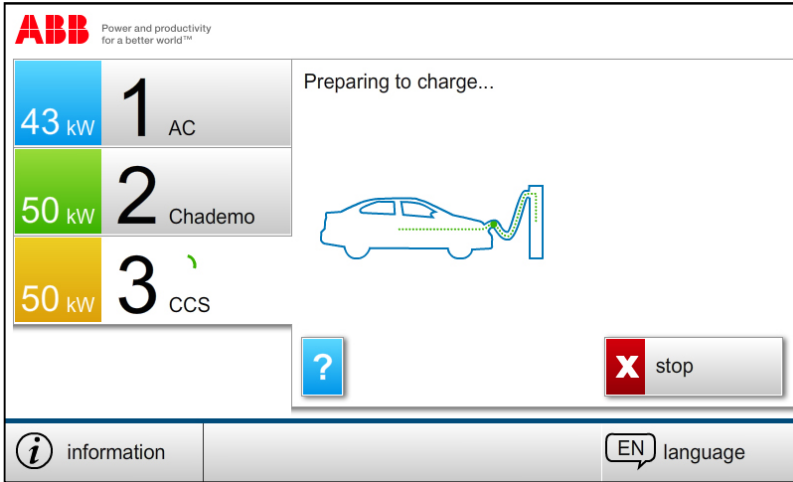 ABB
Power and productivity
for a better world™
43 kW
1 AC
50 kW
2 Chademo
50 kW
3 CCS
Preparing to charge...
?
X stop
i information
EN language